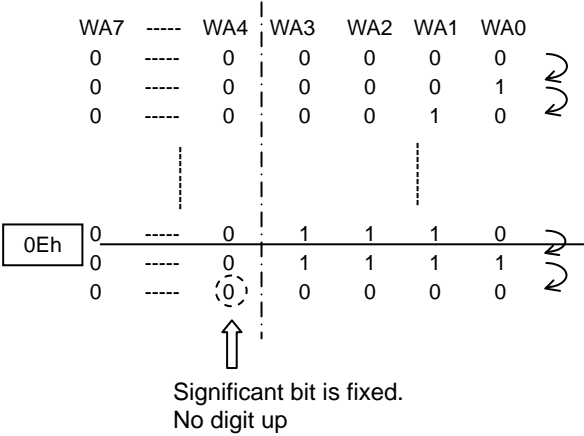 WA7 ----- WA4 WA3 WA2 WA1 WA0
0 ----- 0 0 0 0 0
0 ----- 0 0 0 0 1
0 ----- 0 0 0 1 0
0Eh 0 ----- 0 1 1 1 0
0 ----- 0 1 1 1 1
0 ----- 0 0 0 0 0
Significant bit is fixed.
No digit up